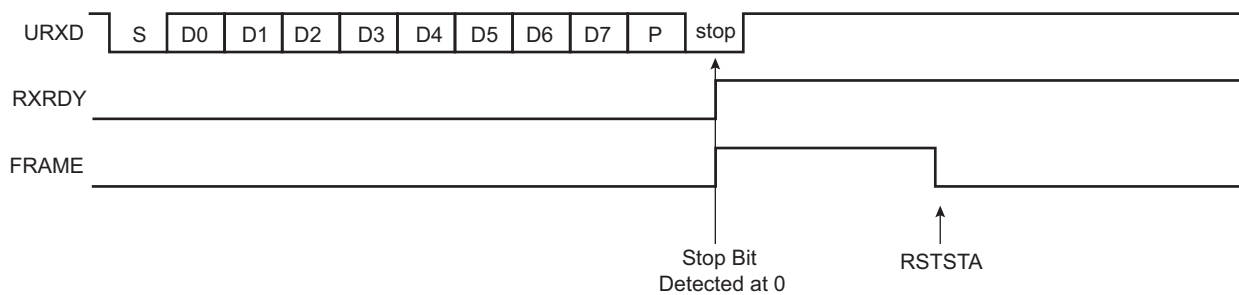 URXD S D0 D1 D2 D3 D4 D5 D6 D7 P stop
RXRDY
FRAME
Stop Bit
Detected at 0
RSTSTA